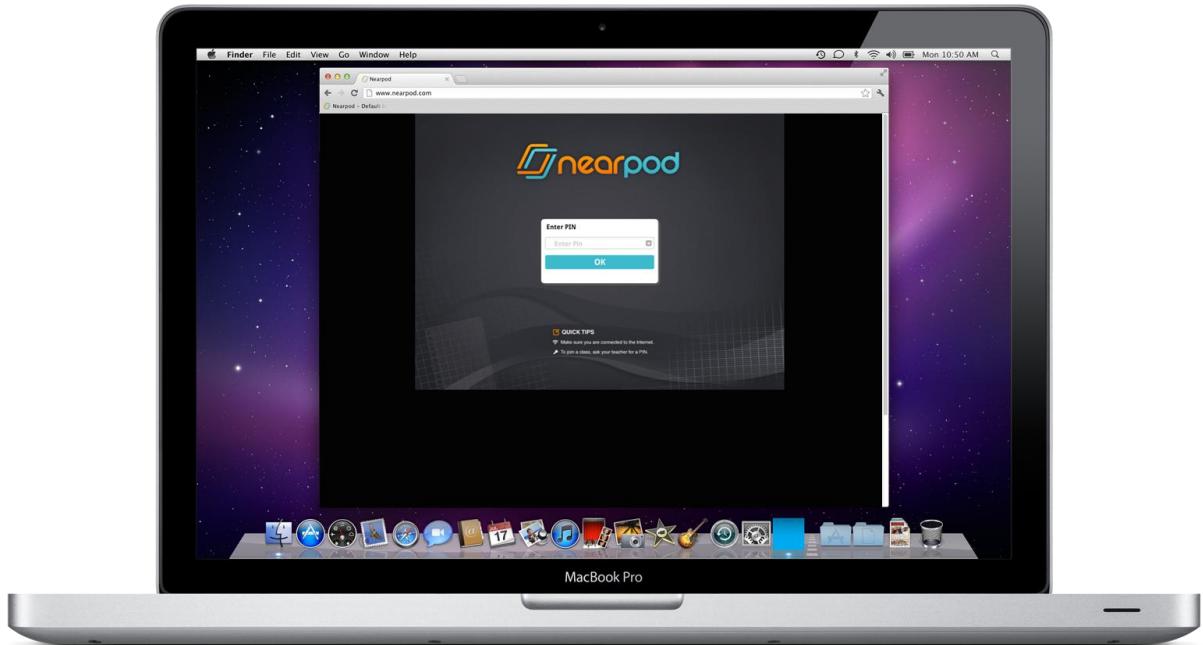 Finder File Edit View Go Window Help
Mon 10:50 AM
Nearpod
www.nearpod.com
Nearpod - Default
nearpod
Enter PIN
Enter Pin
OK
QUICK TIPS
Make sure you are connected to the Internet.
To join a class, ask your teacher for a PIN.
17
MacBook Pro